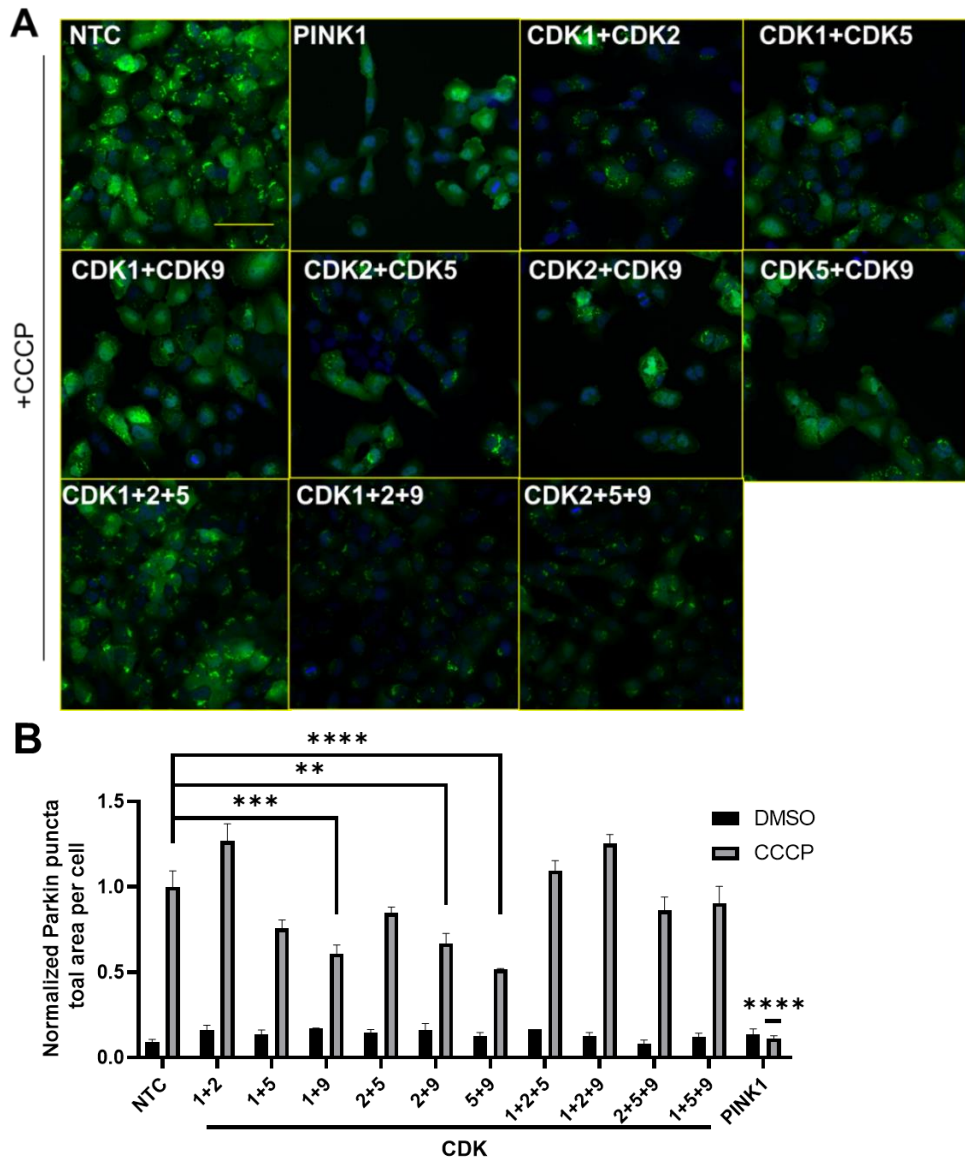 A
NTC
PINK1
CDK1+CDK2
CDK1+CDK5
CDK1+CDK9
CDK2+CDK5
CDK2+CDK9
CDK5+CDK9
+CCCP
CDK1+2+5
CDK1+2+9
CDK2+5+9
B
****
**
***
1.5
1.0
0.5
0.0
Normalized Parkin puncta
toal area per cell
DMSO
CCCP
****
NTC
1+2
1+5
1+9
2+5
2+9
5+9
1+2+5
1+2+9
2+5+9
1+5+9
PINK1
CDK